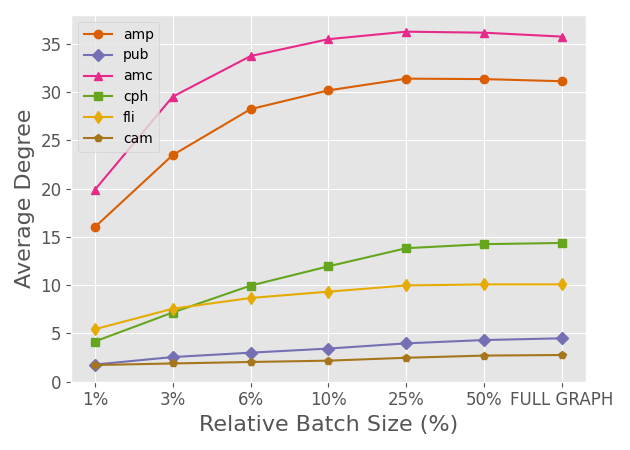 amp
pub
amc
cph
fli
cam
35
30
25
20
15
10
5
0
Average Degree
1% 3% 6% 10% 25% 50% FULL GRAPH
Relative Batch Size (%)